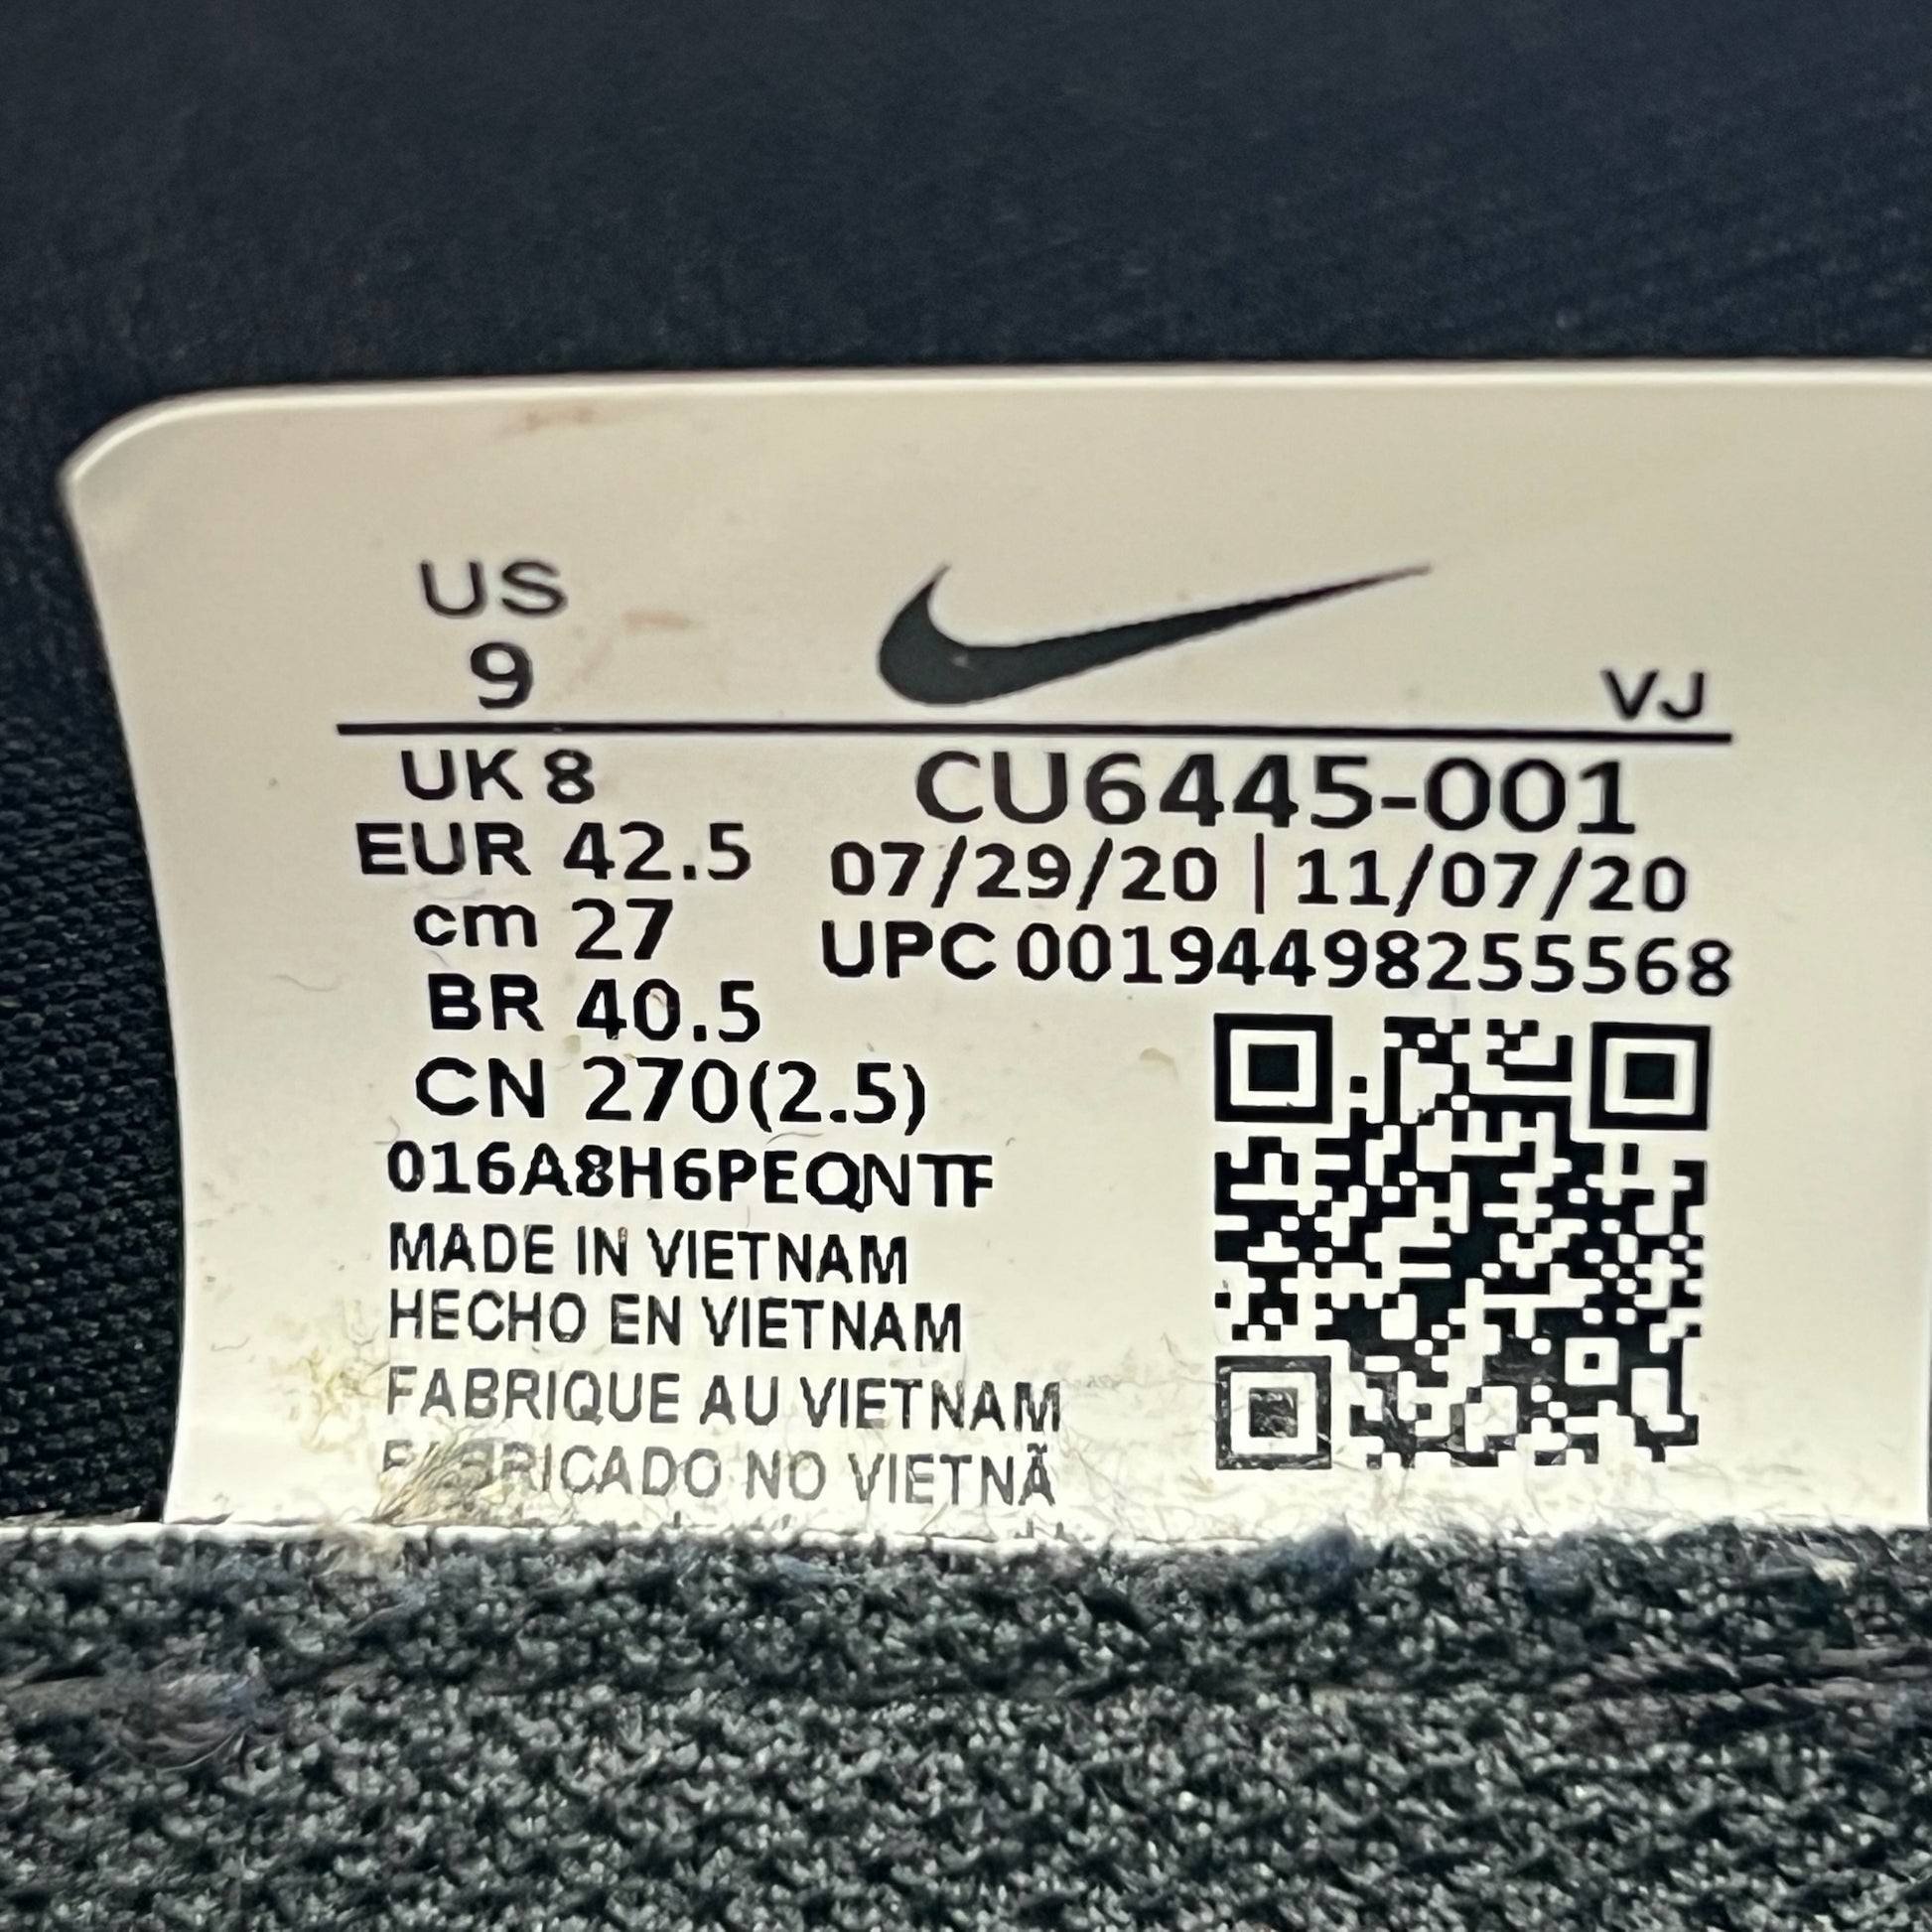 US
9
VJ
UK 8
EUR 42.5
cm 27
BR 40.5
CN 270(2.5)
CU6445-001
07/29/20 | 11/07/20
UPC 00194498255568
016A8H6PEQNTF
MADE IN VIETNAM
HECHO EN VIETNAM
FABRIQUE AU VIETNAM
FABRICADO NO VIETNÃ